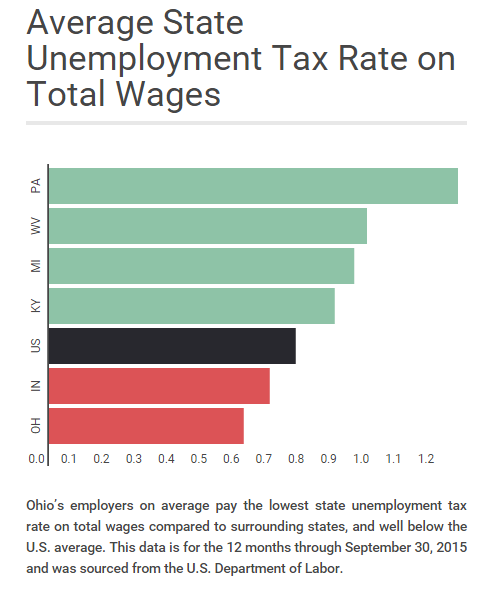 Average State
Unemployment Tax Rate on
Total Wages
PA
WV
MI
KY
US
IN
OH
0.0 0.1 0.2 0.3 0.4 0.5 0.6 0.7 0.8 0.9 1.0 1.1 1.2
Ohio's employers on average pay the lowest state unemployment tax
rate on total wages compared to surrounding states, and well below the
U.S. average. This data is for the 12 months through September 30, 2015
and was sourced from the U.S. Department of Labor.